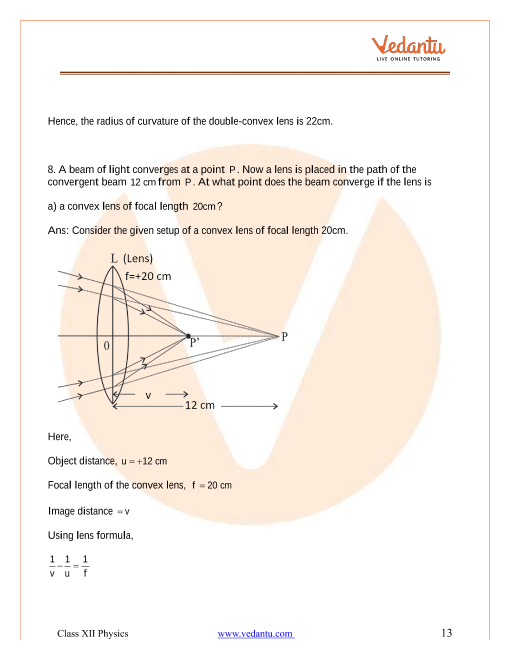 Vedantu
LIVE ONLINE TUTORING
Hence, the radius of curvature of the double-convex lens is 22cm.
8. A beam of light converges at a point P. Now a lens is placed in the path of the
convergent beam 12 cm from P. At what point does the beam converge if the lens is
a) a convex lens of focal length 20cm?
Ans: Consider the given setup of a convex lens of focal length 20cm.
L (Lens)
f=+20 cm
0
P'
P
v
12 cm
Here,
Object distance, u = +12 cm
Focal length of the convex lens, f = 20 cm
Image distance = v
Using lens formula,
1/v − 1/u = 1/f
Class XII Physics www.vedantu.com 13